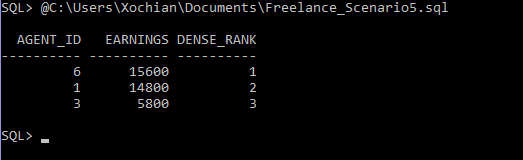 SQL> @C:\Users\Xochian\Documents\Freelance_Scenario5.sql
  AGENT_ID   EARNINGS DENSE_RANK
---------- ---------- ----------
         6      15600          1
         1      14800          2
         3       5800          3
SQL> _